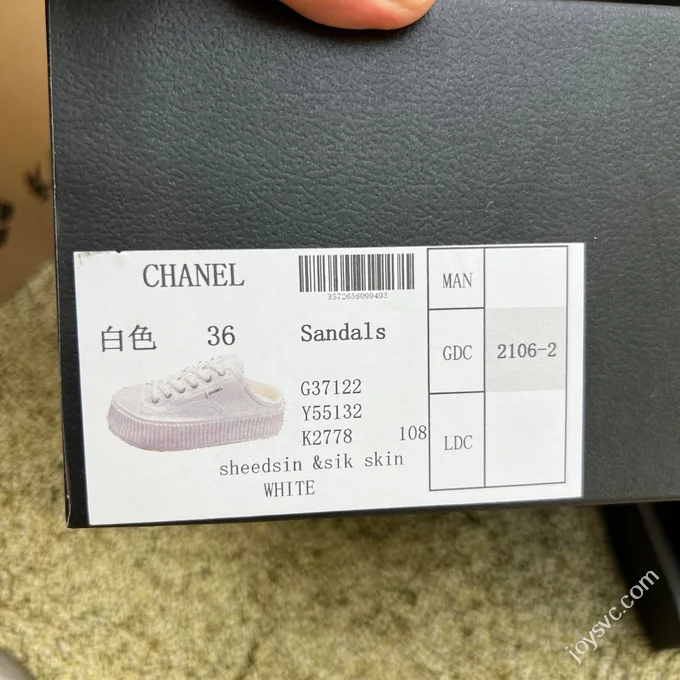 CHANEL
3572658099493
白色 36 Sandals
G37122
Y55132
K2778 108
sheedsin &sik skin
WHITE
MAN
GDC 2106-2
LDC
joysvc.com